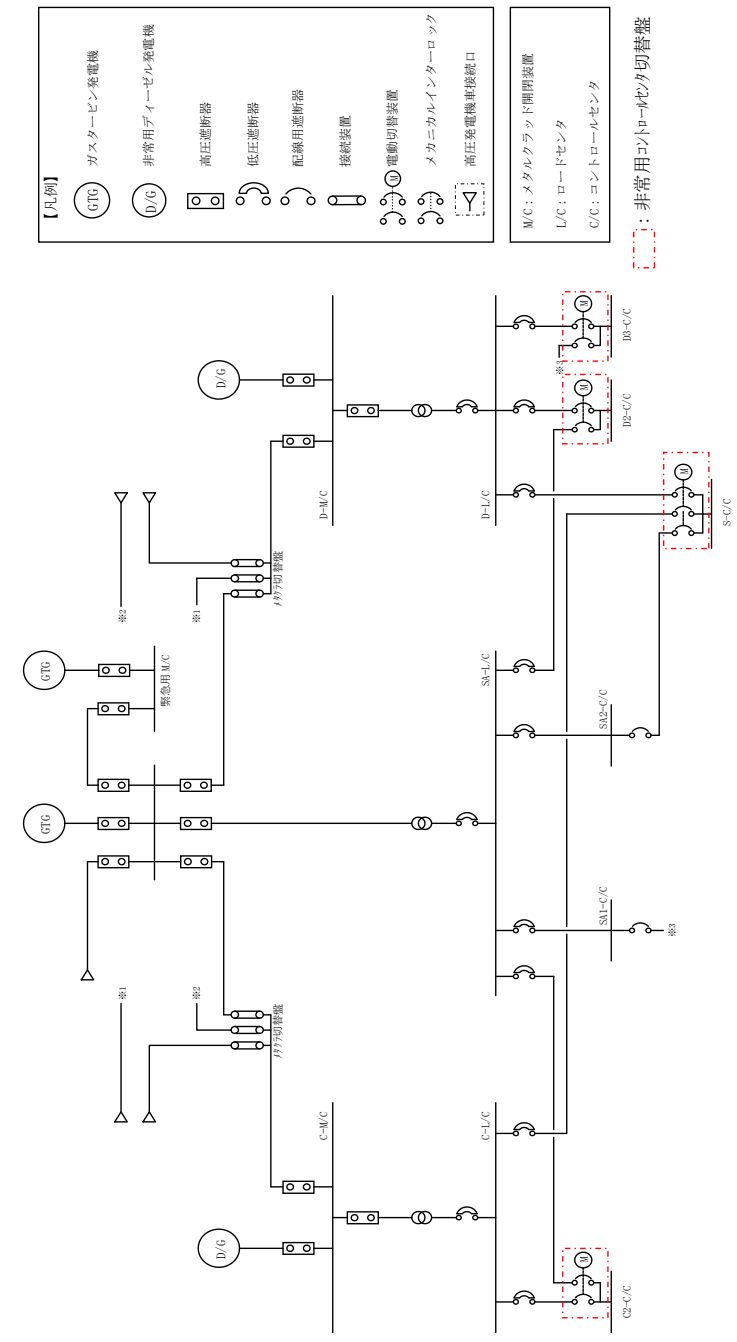 【凡例】
GTG
ガスタービン発電機
D/G
非常用ディーゼル発電機
高圧遮断器
低圧遮断器
配線用遮断器
接続装置
M
電動切替装置
メカニカルインターロック
高圧発電機車接続口
M/C：メタルクラッド開閉装置
L/C：ロードセンタ
C/C：コントロールセンタ
：非常用ｺﾝﾄﾛｰﾙｾﾝﾀ切替盤
GTG
GTG
緊急用 M/C
※1
※2
ﾒﾀｸﾗ切替盤
※2
※1
ﾒﾀｸﾗ切替盤
D/G
D/G
C-M/C
D-M/C
C-L/C
SA-L/C
D-L/C
M
C2-C/C
SA1-C/C
※3
SA2-C/C
M
S-C/C
M
D2-C/C
※3
M
D3-C/C